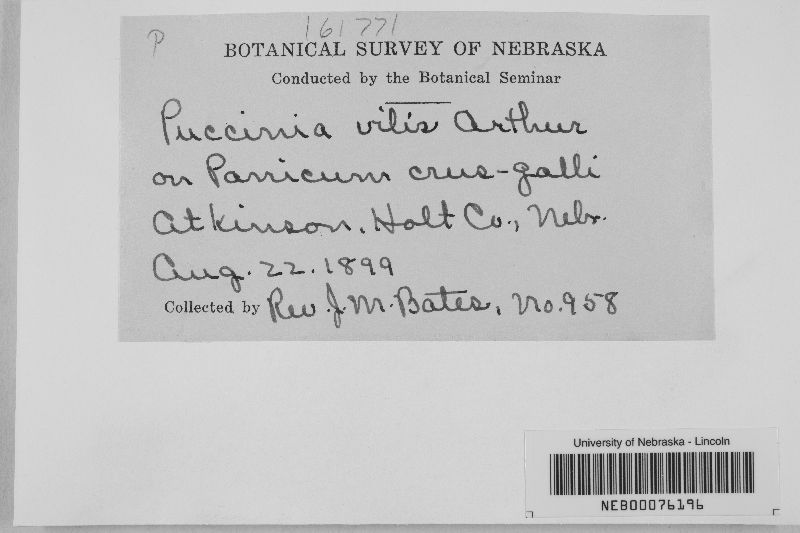 P 161771
BOTANICAL SURVEY OF NEBRASKA
Conducted by the Botanical Seminar
Puccinia vilis Arthur
on Panicum crus-galli
Atkinson, Holt Co., Nebr.
Aug. 22. 1899
Collected by Rev. J. M. Bates, No. 958
University of Nebraska - Lincoln
NEB00076196